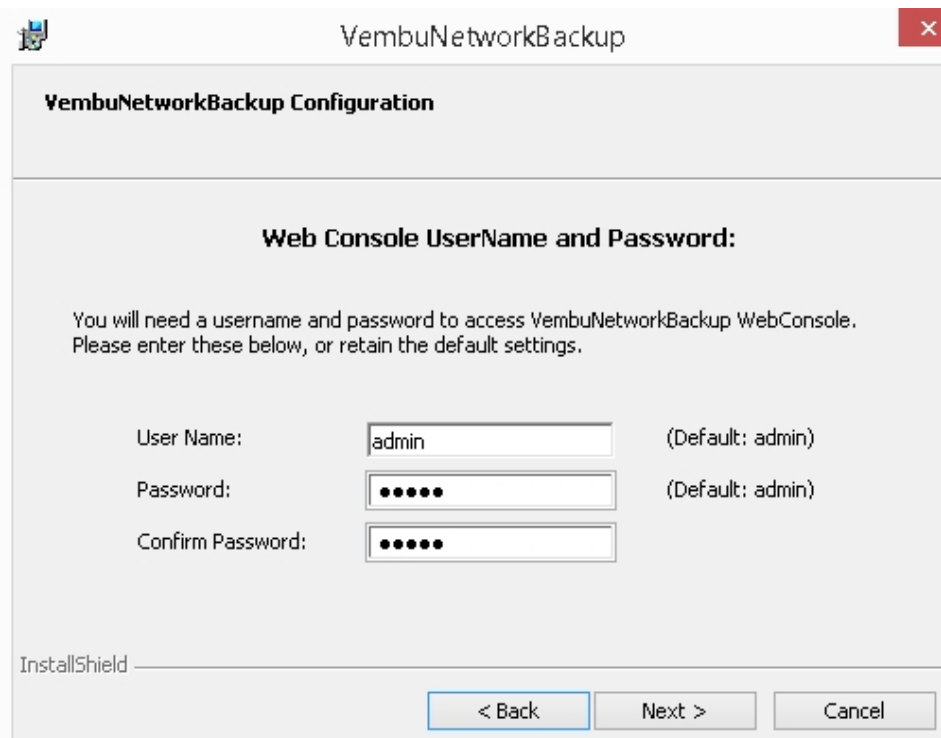 VembuNetworkBackup
VembuNetworkBackup Configuration
Web Console UserName and Password:
You will need a username and password to access VembuNetworkBackup WebConsole.
Please enter these below, or retain the default settings.
User Name: admin (Default: admin)
Password: ●●●●● (Default: admin)
Confirm Password: ●●●●●
InstallShield
< Back Next > Cancel